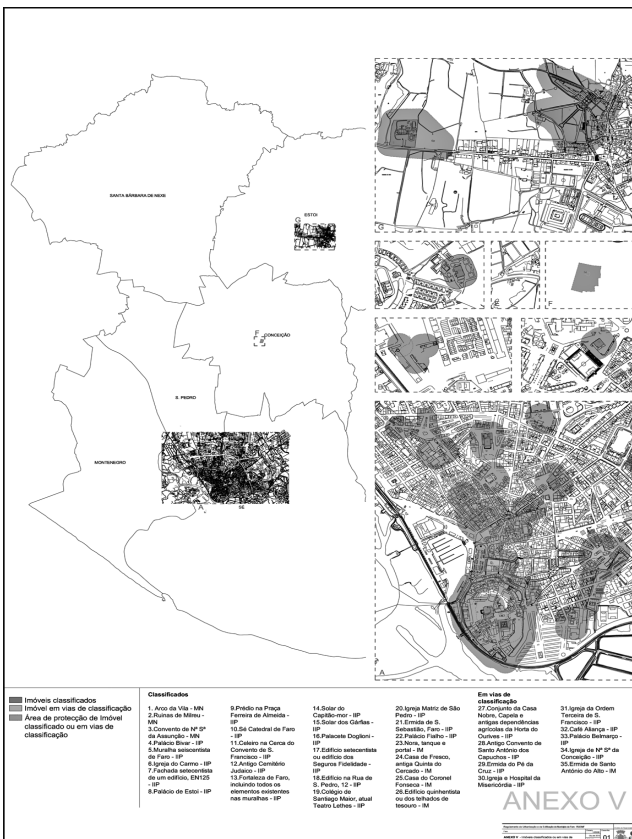 SANTA BÁRBARA DE NEXE
ESTOI
G
CONCEIÇÃO
F
S. PEDRO
MONTENEGRO
A
SÉ
G
F
A
Imóveis classificados
Imóvel em vias de classificação
Área de protecção de Imóvel
classificado ou em vias de
classificação
Classificados
1. Arco da Vila - MN
2.Ruinas de Milreu -
MN
3.Convento de Nª Sª
da Assunção - MN
4.Palácio Bivar - IIP
5.Muralha seiscentista
de Faro - IIP
6.Igreja do Carmo - IIP
7.Fachada setecentista
de um edifício, EN125
- IIP
8.Palácio de Estoi - IIP
9.Prédio na Praça
Ferreira de Almeida -
IIP
10.Sé Catedral de Faro
- IIP
11.Celeiro na Cerca do
Convento de S.
Francisco - IIP
12.Antigo Cemitério
Judaico - IIP
13.Fortaleza de Faro,
incluindo todos os
elementos existentes
nas muralhas - IIP
14.Solar do
Capitão-mor - IIP
15.Solar dos Gárfias -
IIP
16.Palacete Doglioni -
IIP
17.Edifício setecentista
ou edifício dos
Seguros Fidelidade -
IIP
18.Edifício na Rua de
S. Pedro, 12 - IIP
19.Colégio de
Santiago Maior, atual
Teatro Lethes - IIP
20.Igreja Matriz de São
Pedro - IIP
21.Ermida de S.
Sebastião, Faro - IIP
22.Palácio Fialho - IIP
23.Nora, tanque e
portal - IM
24.Casa de Fresco,
antiga Quinta do
Cercado - IM
25.Casa do Coronel
Fonseca - IM
26.Edifício quinhentista
ou dos telhados de
tesouro - IM
Em vias de
classificação
27.Conjunto da Casa
Nobre, Capela e
antigas dependências
agrícolas da Horta do
Ourives - IIP
28.Antigo Convento de
Santo António dos
Capuchos - IIP
29.Ermida do Pé da
Cruz - IIP
30.Igreja e Hospital da
Misericórdia - IIP
31.Igreja da Ordem
Terceira de S.
Francisco - IIP
32.Café Aliança - IIP
33.Palácio Belmarço -
IIP
34.Igreja de Nª Sª da
Conceição - IIP
35.Ermida de Santo
António do Alto - IM
ANEXO V
01